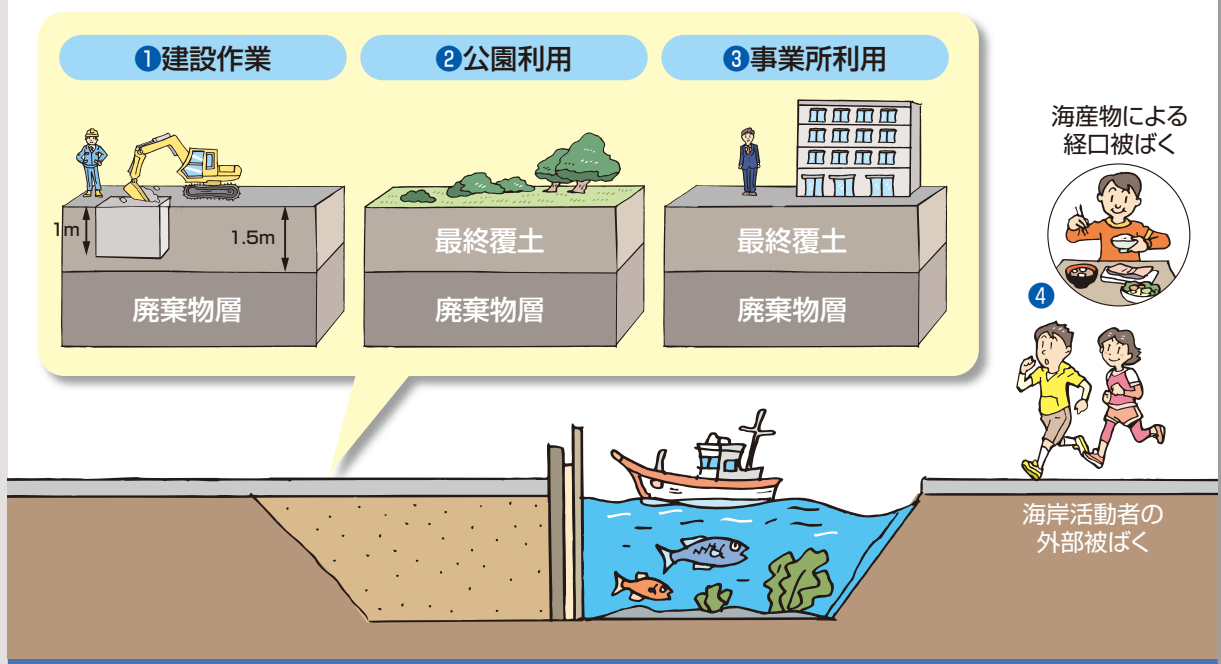 ❶建設作業
❷公園利用
❸事業所利用
1m
1.5m
廃棄物層
最終覆土
廃棄物層
最終覆土
廃棄物層
海産物による
経口被ばく
❹
海岸活動者の
外部被ばく